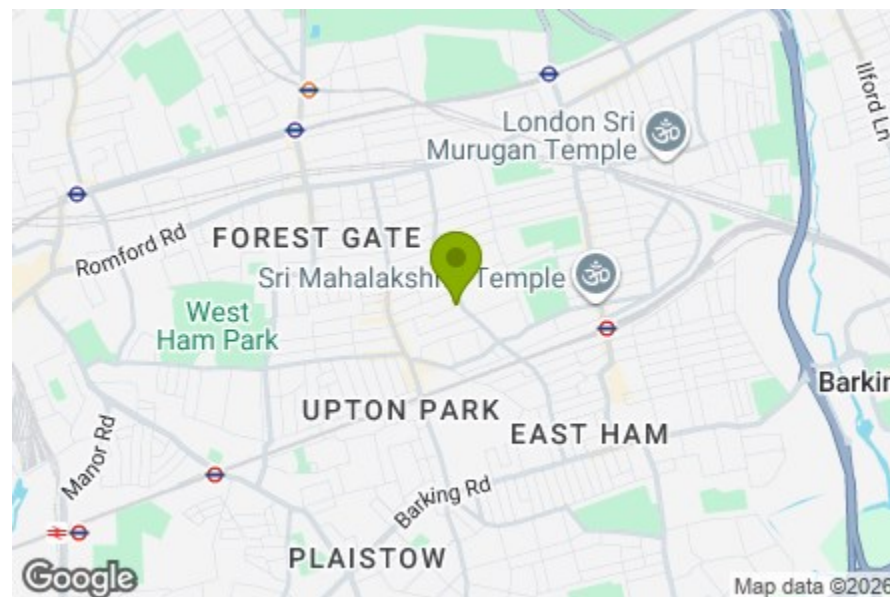 Ilford Ln
London Sri
Murugan Temple
Romford Rd
FOREST GATE
Sri Mahalaksh Temple
West
Ham Park
Barkin
UPTON PARK
EAST HAM
Manor Rd
Barking Rd
PLAISTOW
Google
Map data ©2026